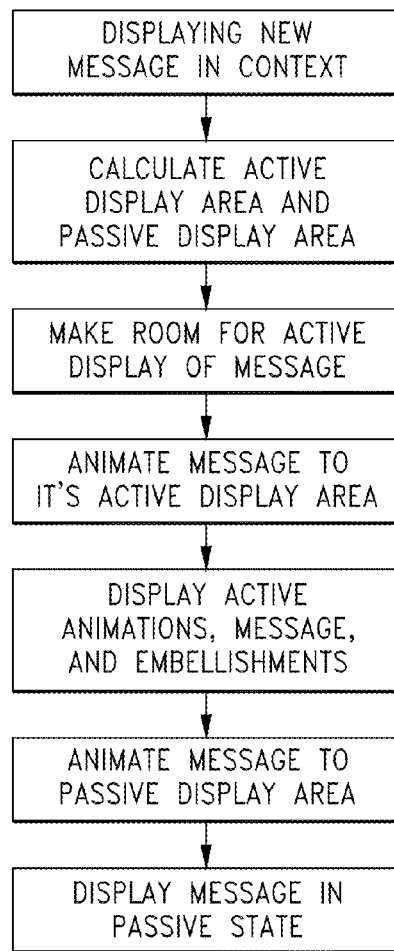 DISPLAYING NEW
MESSAGE IN CONTEXT
CALCULATE ACTIVE
DISPLAY AREA AND
PASSIVE DISPLAY AREA
MAKE ROOM FOR ACTIVE
DISPLAY OF MESSAGE
ANIMATE MESSAGE TO
IT'S ACTIVE DISPLAY AREA
DISPLAY ACTIVE
ANIMATIONS, MESSAGE,
AND EMBELLISHMENTS
ANIMATE MESSAGE TO
PASSIVE DISPLAY AREA
DISPLAY MESSAGE IN
PASSIVE STATE